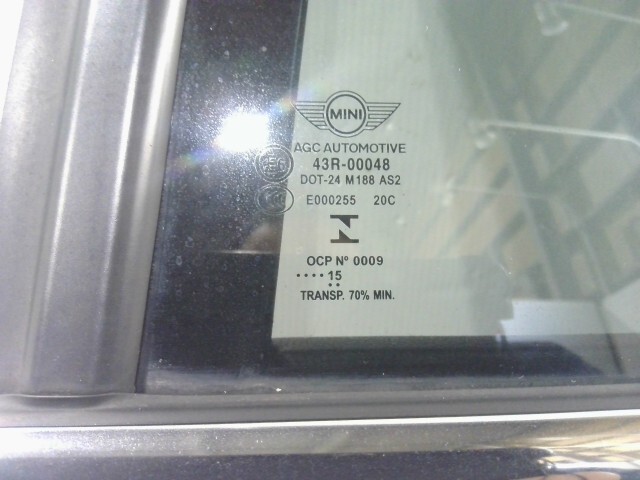 MINI
AGC AUTOMOTIVE
43R-00048
DOT-24 M188 AS2
E000255 20C
OCP Nº 0009
····15
··
TRANSP. 70% MIN.